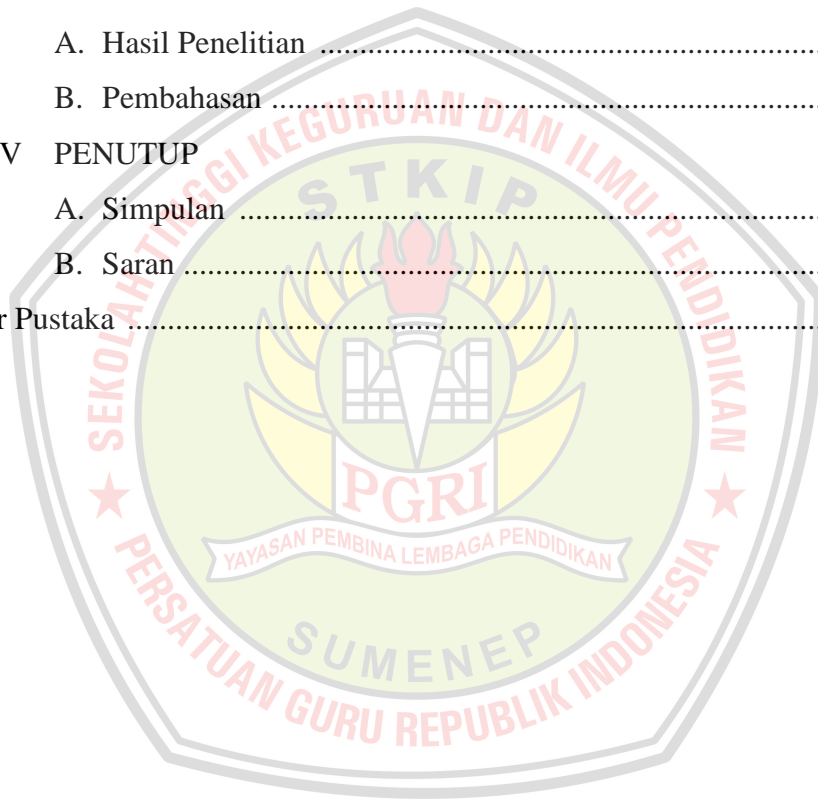 A. Hasil Penelitian ..............................................................
B. Pembahasan ....................................................................
V PENUTUP
A. Simpulan ........................................................................
B. Saran ...............................................................................
r Pustaka ..............................................................................
SEKOLAH TINGGI KEGURUAN DAN ILMU PENDIDIKAN
STKIP
PGRI
YAYASAN PEMBINA LEMBAGA PENDIDIKAN
SUMENEP
★ PERSATUAN GURU REPUBLIK INDONESIA ★